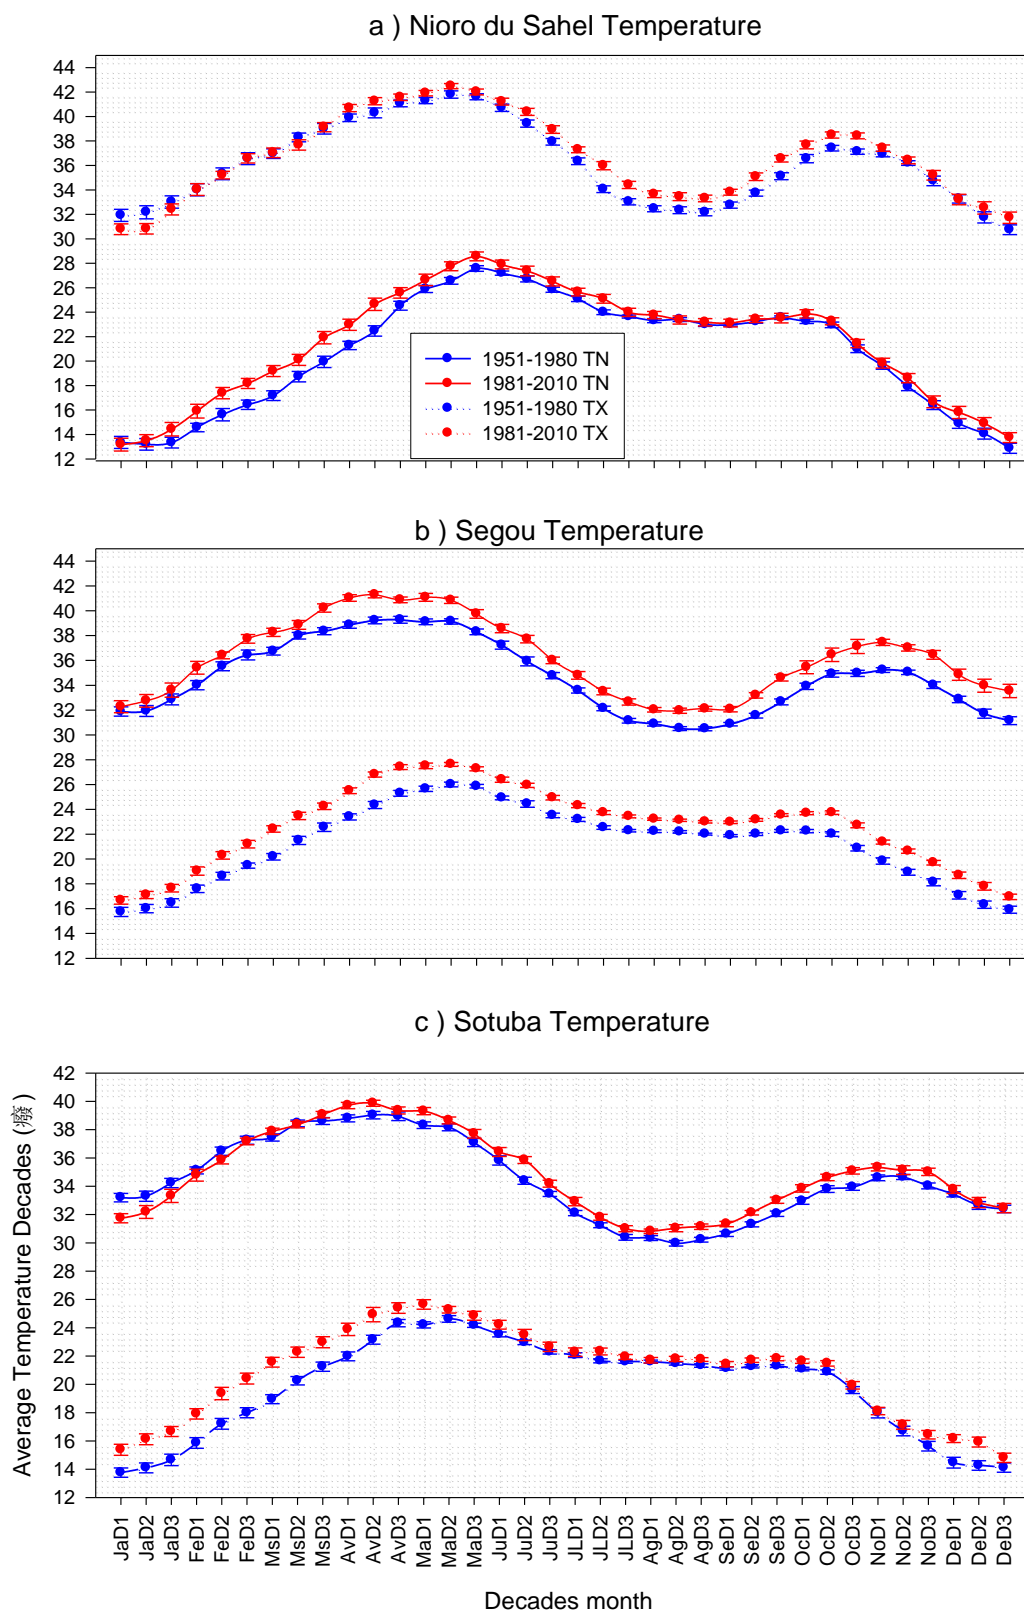 a ) Nioro du Sahel Temperature
44
42
40
38
36
34
32
30
28
26
24
22
20
18
16
14
12
1951-1980 TN
1981-2010 TN
1951-1980 TX
1981-2010 TX
b ) Segou Temperature
44
42
40
38
36
34
32
30
28
26
24
22
20
18
16
14
12
c ) Sotuba Temperature
Average Temperature Decades (癈)
42
40
38
36
34
32
30
28
26
24
22
20
18
16
14
12
JaD1
JaD2
JaD3
FeD1
FeD2
FeD3
MsD1
MsD2
MsD3
AvD1
AvD2
AvD3
MaD1
MaD2
MaD3
JuD1
JuD2
JuD3
JLD1
JLD2
JLD3
AgD1
AgD2
AgD3
SeD1
SeD2
SeD3
OcD1
OcD2
OcD3
NoD1
NoD2
NoD3
DeD1
DeD2
DeD3
Decades month